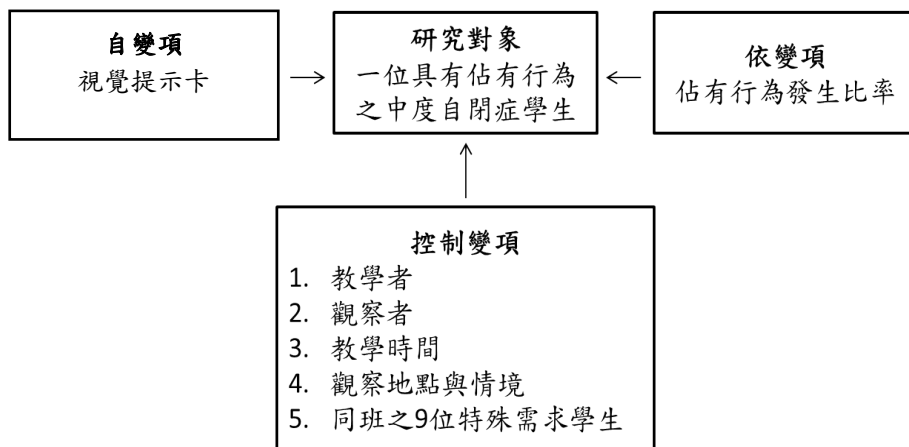 自變項
視覺提示卡
研究對象
一位具有佔有行為
之中度自閉症學生
依變項
佔有行為發生比率
控制變項
1. 教學者
2. 觀察者
3. 教學時間
4. 觀察地點與情境
5. 同班之9位特殊需求學生